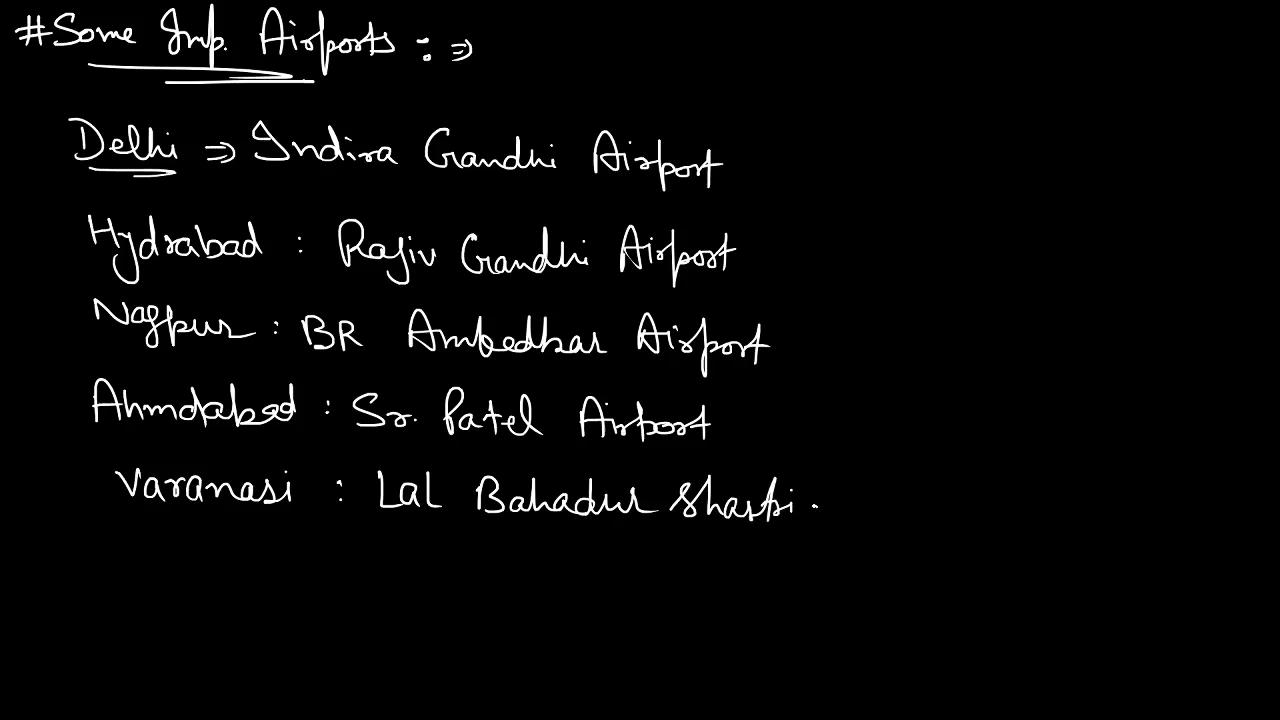 #Some Imp. Airports :⇒
Delhi ⇒ Indira Gandhi Airport
Hydrabad : Rajiv Gandhi Airport
Nagpur : BR Ambedkar Airport
Ahmdabad : Sr. Patel Airport
Varanasi : Lal Bahadur Shastri .